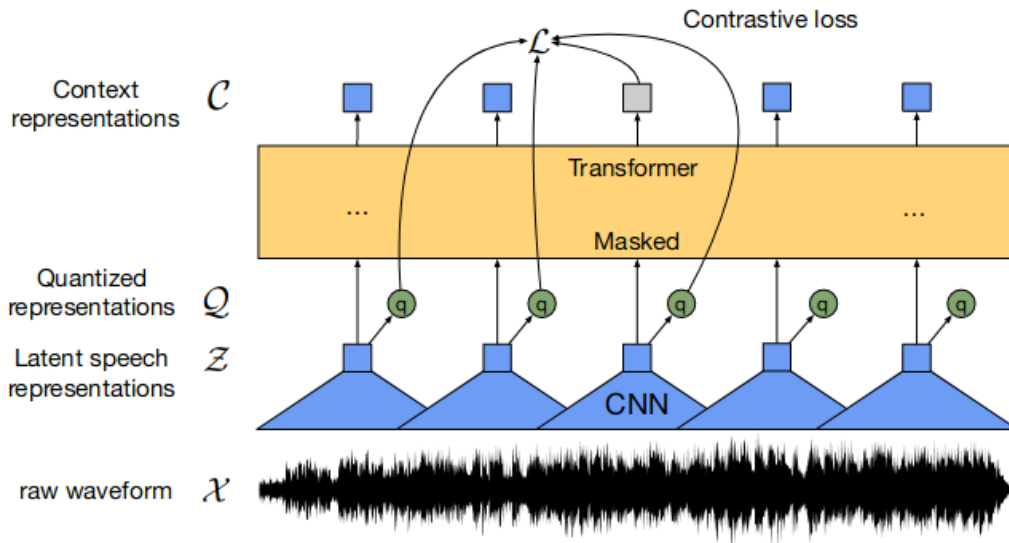 Contrastive loss
ℒ
Context
representations
𝒞
Transformer
... ...
Masked
Quantized
representations
𝒬
q q q q q
Latent speech
representations
𝒵
CNN
raw waveform
𝒳